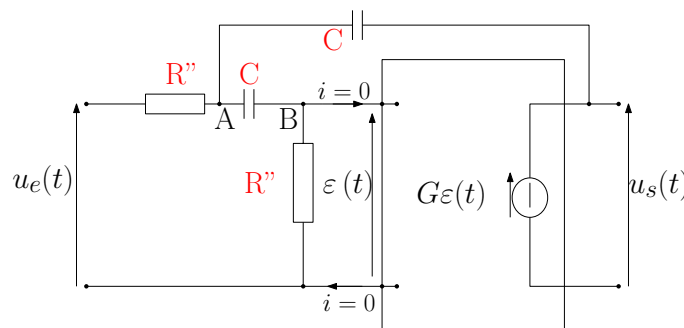 C
R" C
A B i=0
u_e(t) R" ε(t) Gε(t) u_s(t)
i=0